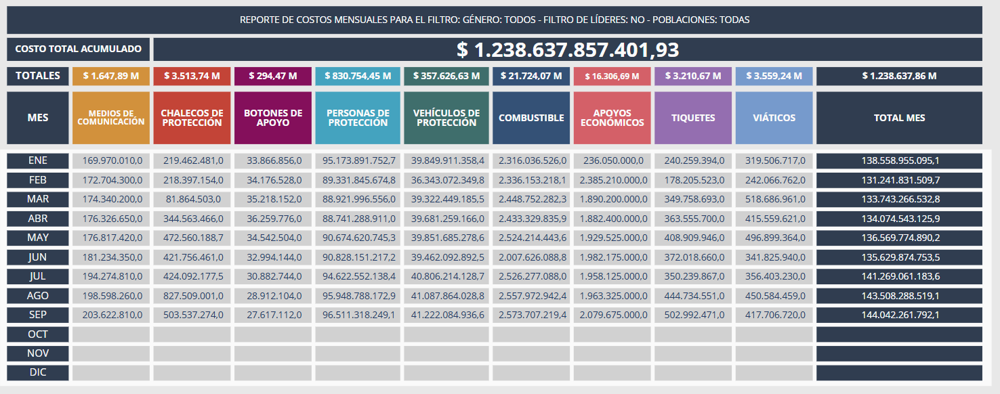 REPORTE DE COSTOS MENSUALES PARA EL FILTRO: GÉNERO: TODOS - FILTRO DE LÍDERES: NO - POBLACIONES: TODAS
COSTO TOTAL ACUMULADO $ 1.238.637.857.401,93
TOTALES $ 1.647,89 M $ 3.513,74 M $ 294,47 M $ 830.754,45 M $ 357.626,63 M $ 21.724,07 M $ 16.306,69 M $ 3.210,67 M $ 3.559,24 M $ 1.238.637,86 M
MES MEDIOS DE COMUNICACIÓN CHALECOS DE PROTECCIÓN BOTONES DE APOYO PERSONAS DE PROTECCIÓN VEHÍCULOS DE PROTECCIÓN COMBUSTIBLE APOYOS ECONÓMICOS TIQUETES VIÁTICOS TOTAL MES
ENE 169.970.010,0 219.462.481,0 33.866.856,0 95.173.891.752,7 39.849.911.358,4 2.316.036.526,0 236.050.000,0 240.259.394,0 319.506.717,0 138.558.955.095,1
FEB 172.704.300,0 218.397.154,0 34.176.528,0 89.331.845.674,8 36.343.072.349,8 2.336.153.218,1 2.385.210.000,0 178.205.523,0 242.066.762,0 131.241.831.509,7
MAR 174.340.200,0 81.864.503,0 35.218.152,0 88.921.996.556,0 39.322.449.185,5 2.448.752.282,3 1.890.200.000,0 349.758.693,0 518.686.961,0 133.743.266.532,8
ABR 176.326.650,0 344.563.466,0 36.259.776,0 88.741.288.911,0 39.681.259.166,0 2.433.329.835,9 1.882.400.000,0 363.555.700,0 415.559.621,0 134.074.543.125,9
MAY 176.817.420,0 472.560.188,7 34.542.504,0 90.674.620.745,3 39.851.685.278,6 2.524.214.443,6 1.929.525.000,0 408.909.946,0 496.899.364,0 136.569.774.890,2
JUN 181.234.350,0 421.756.461,0 32.994.144,0 90.828.151.217,2 39.462.092.892,5 2.007.626.088,8 1.982.175.000,0 372.018.660,0 341.825.940,0 135.629.874.753,5
JUL 194.274.810,0 424.092.177,5 30.882.744,0 94.622.552.138,4 40.806.214.128,7 2.526.277.088,0 1.958.125.000,0 350.239.867,0 356.403.230,0 141.269.061.183,6
AGO 198.598.260,0 827.509.001,0 28.912.104,0 95.948.788.172,9 41.087.864.028,8 2.557.972.942,4 1.963.325.000,0 444.734.551,0 450.584.459,0 143.508.288.519,1
SEP 203.622.810,0 503.537.274,0 27.617.112,0 96.511.318.249,1 41.222.084.936,6 2.573.707.219,4 2.079.675.000,0 502.992.471,0 417.706.720,0 144.042.261.792,1
OCT
NOV
DIC